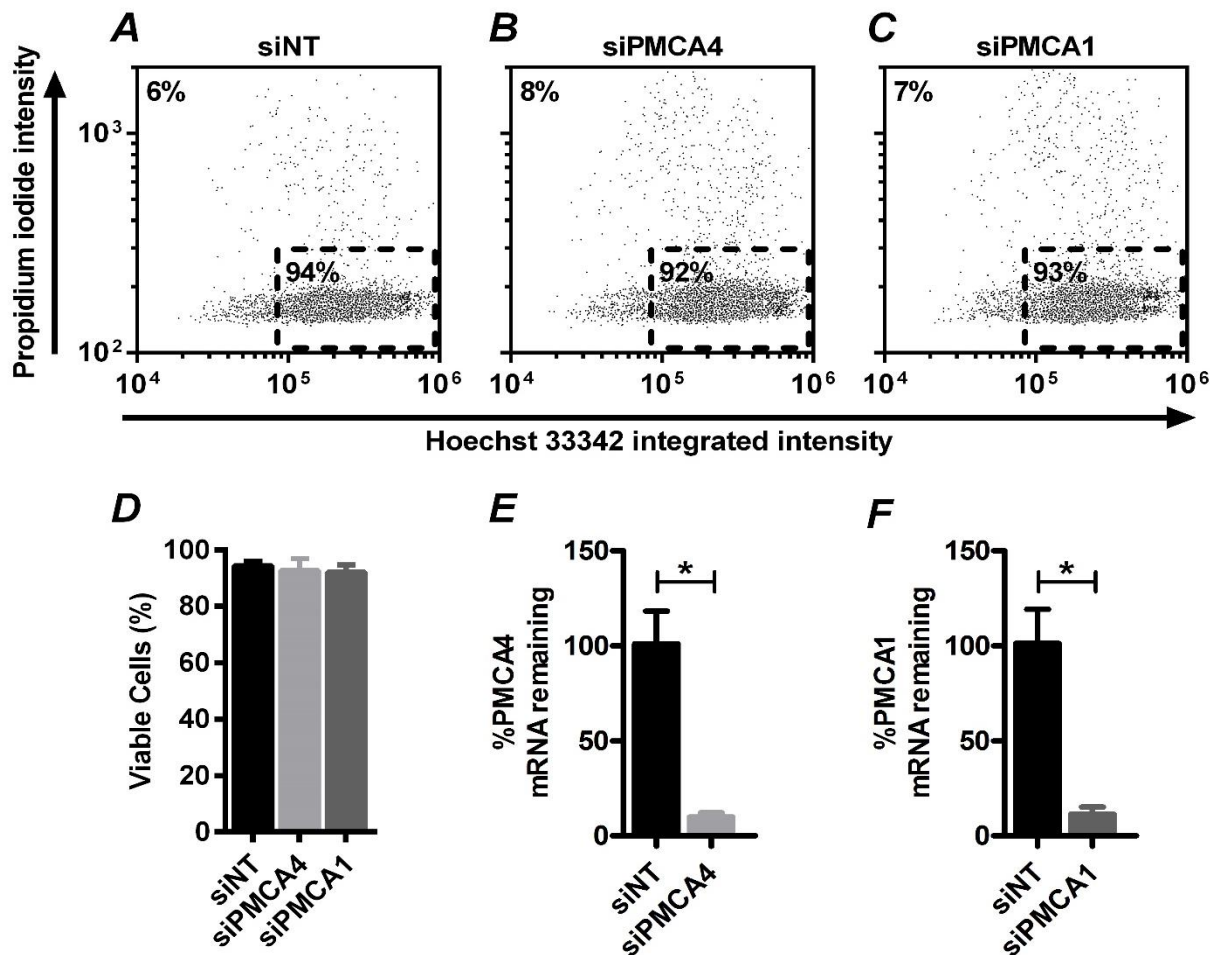 A
siNT
B
siPMCA4
C
siPMCA1
Propidium iodide intensity
10³
10²
6%
94%
8%
92%
7%
93%
10⁴ 10⁵ 10⁶
10⁴ 10⁵ 10⁶
10⁴ 10⁵ 10⁶
Hoechst 33342 integrated intensity
D
Viable Cells (%)
100
80
60
40
20
0
siNT
siPMCA4
siPMCA1
E
%PMCA4
mRNA remaining
150
100
50
0
*
siNT
siPMCA4
F
%PMCA1
mRNA remaining
150
100
50
0
*
siNT
siPMCA1